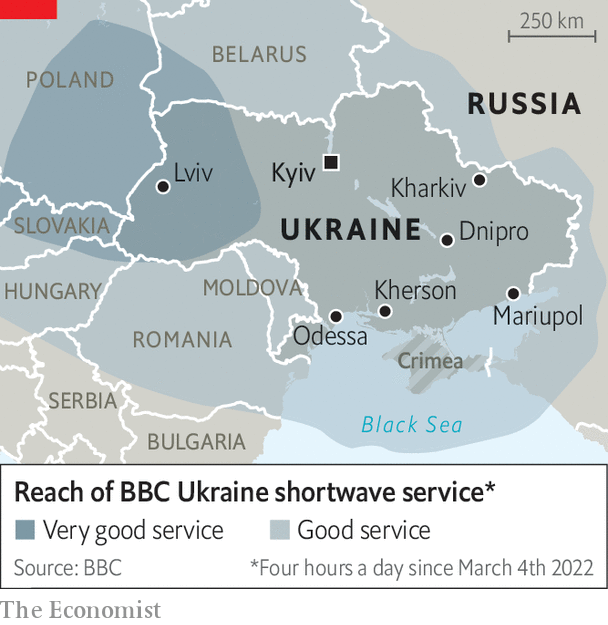 250 km
BELARUS
POLAND
RUSSIA
Lviv
Kyiv
Kharkiv
SLOVAKIA
UKRAINE
Dnipro
HUNGARY
MOLDOVA
Kherson
Mariupol
ROMANIA
Odessa
Crimea
SERBIA
Black Sea
BULGARIA
Reach of BBC Ukraine shortwave service*
Very good service
Good service
Source: BBC
*Four hours a day since March 4th 2022
The Economist